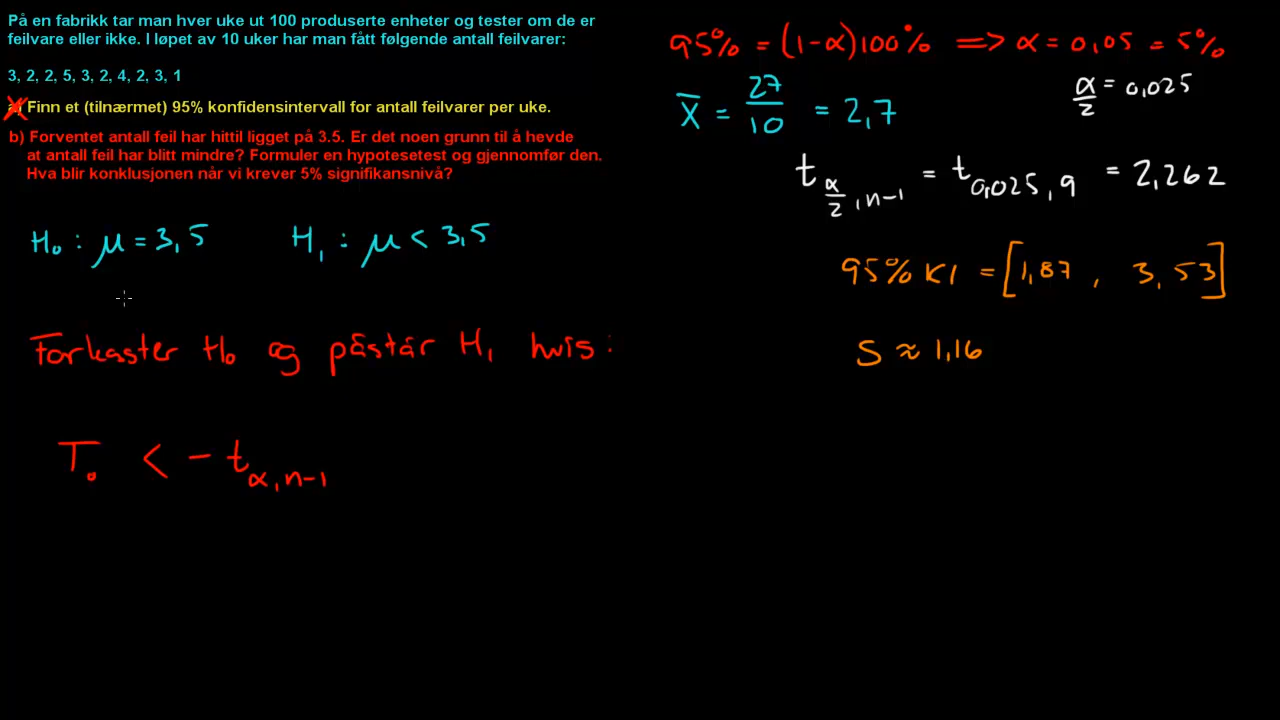 På en fabrikk tar man hver uke ut 100 produserte enheter og tester om de er
feilvare eller ikke. I løpet av 10 uker har man fått følgende antall feilvarer:
3, 2, 2, 5, 3, 2, 4, 2, 3, 1
a) Finn et (tilnærmet) 95% konfidensintervall for antall feilvarer per uke.
b) Forventet antall feil har hittil ligget på 3.5. Er det noen grunn til å hevde
at antall feil har blitt mindre? Formuler en hypotesetest og gjennomfør den.
Hva blir konklusjonen når vi krever 5% signifikansnivå?
H₀ : μ = 3,5 H₁ : μ < 3,5
Forkaster H₀ og påstår H₁ hvis :
T₀ < - t α, n-1
95% = (1-α)100% => α = 0,05 = 5%
α/2 = 0,025
X̄ = 27/10 = 2,7
t α/2, n-1 = t 0,025, 9 = 2,262
95% KI = [1,87 , 3,53]
S ≈ 1,16